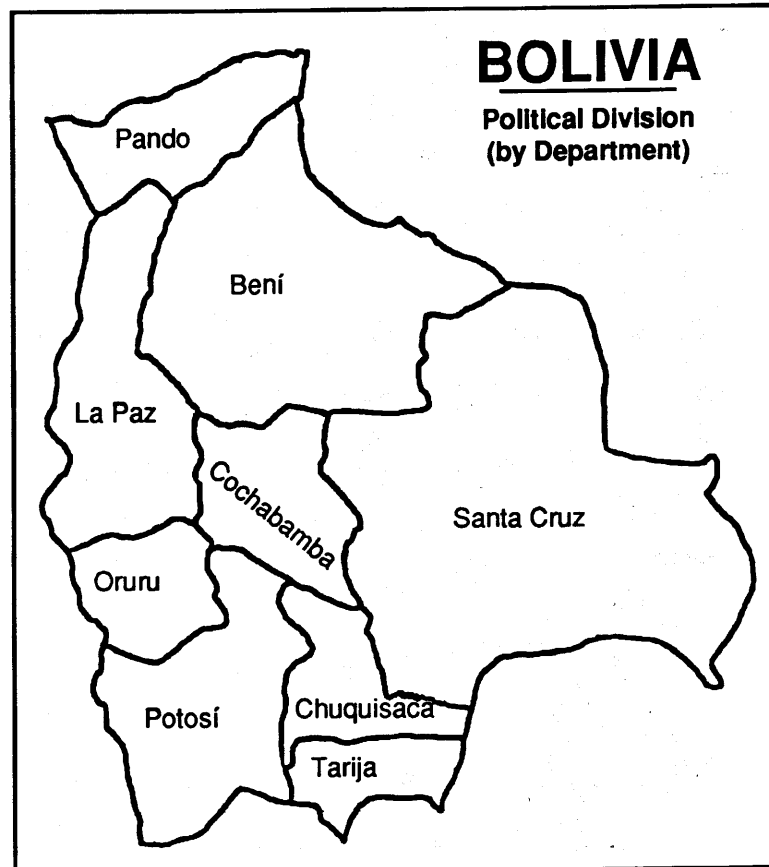 BOLIVIA
Political Division
(by Department)
Pando
Bení
La Paz
Cochabamba
Santa Cruz
Oruru
Potosí
Chuquisaca
Tarija